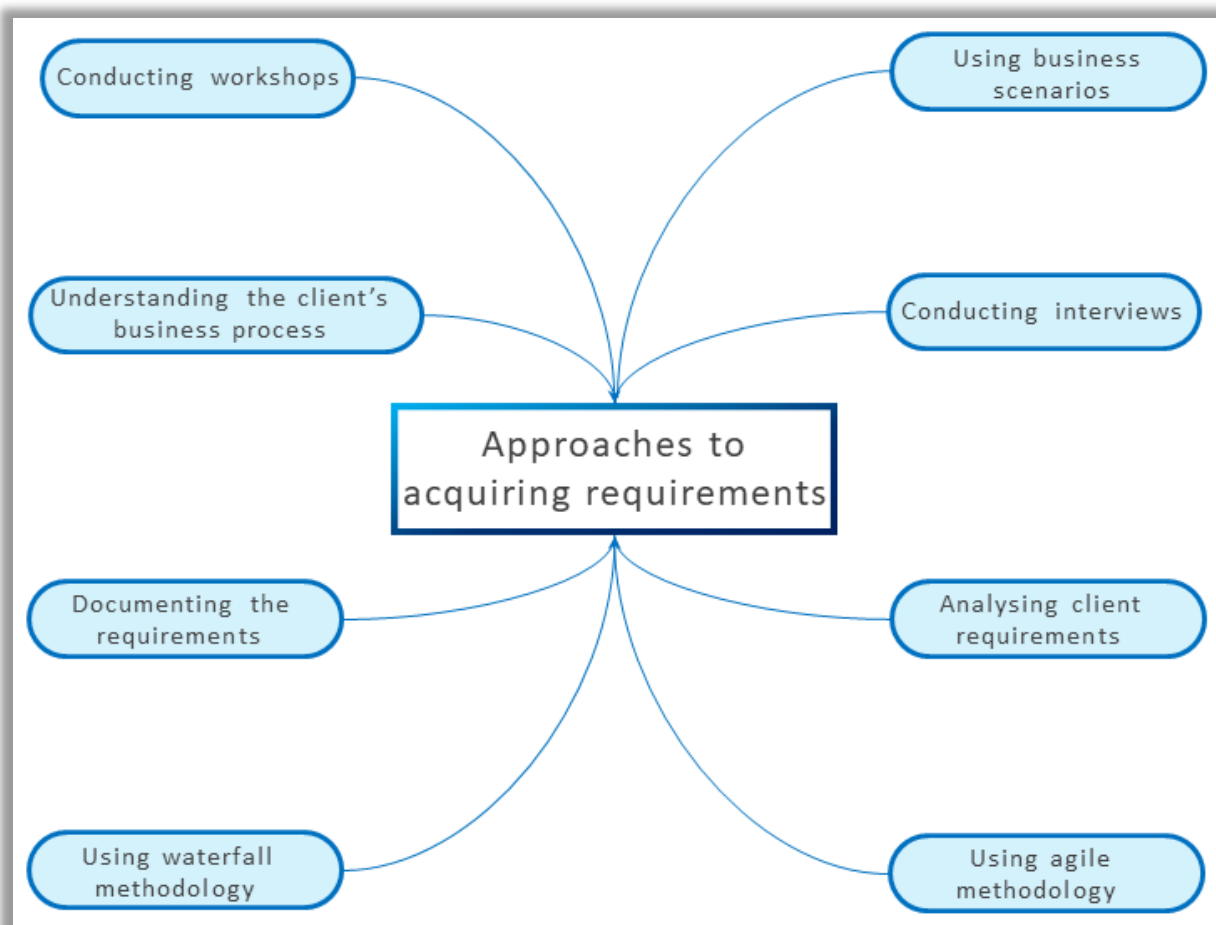 Conducting workshops
Using business
scenarios
Understanding the client's
business process
Conducting interviews
Approaches to
acquiring requirements
Documenting the
requirements
Analysing client
requirements
Using waterfall
methodology
Using agile
methodology